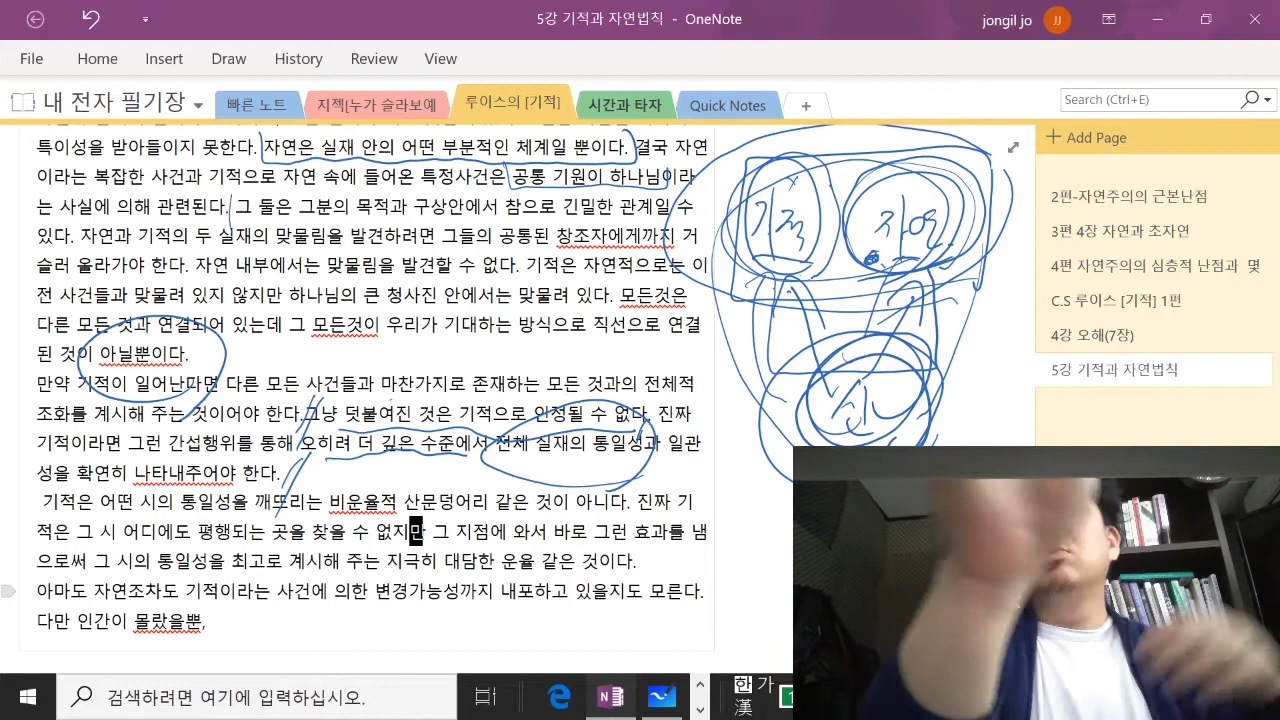 5강 기적과 자연법칙 - OneNote
jongil jo
JJ
File Home Insert Draw History Review View
내 전자 필기장
빠른 노트
지젝[누가 슬라보예
루이스의 [기적]
시간과 타자
Quick Notes
+
Search (Ctrl+E)
+ Add Page
2편-자연주의의 근본난점
3편 4장 자연과 초자연
4편 자연주의의 심층적 난점과 몇
C.S 루이스 [기적] 1편
4강 오해(7장)
5강 기적과 자연법칙
특이성을 받아들이지 못한다. 자연은 실재 안의 어떤 부분적인 체계일 뿐이다. 결국 자연
이라는 복잡한 사건과 기적으로 자연 속에 들어온 특정사건은 공통 기원이 하나님이라
는 사실에 의해 관련된다. 그 둘은 그분의 목적과 구상안에서 참으로 긴밀한 관계일 수
있다. 자연과 기적의 두 실재의 맞물림을 발견하려면 그들의 공통된 창조자에게까지 거
슬러 올라가야 한다. 자연 내부에서는 맞물림을 발견할 수 없다. 기적은 자연적으로는 이
전 사건들과 맞물려 있지 않지만 하나님의 큰 청사진 안에서는 맞물려 있다. 모든것은
다른 모든 것과 연결되어 있는데 그 모든것이 우리가 기대하는 방식으로 직선으로 연결
된 것이 아닐뿐이다.
만약 기적이 일어난다면 다른 모든 사건들과 마찬가지로 존재하는 모든 것과의 전체적
조화를 계시해 주는 것이어야 한다.그냥 덧붙여진 것은 기적으로 인정될 수 없다. 진짜
기적이라면 그런 간섭행위를 통해 오히려 더 깊은 수준에서 전체 실재의 통일성과 일관
성을 확연히 나타내주어야 한다.
기적은 어떤 시의 통일성을 깨뜨리는 비운율적 산문덩어리 같은 것이 아니다. 진짜 기
적은 그 시 어디에도 평행되는 곳을 찾을 수 없지만 그 지점에 와서 바로 그런 효과를 냄
으로써 그 시의 통일성을 최고로 계시해 주는 지극히 대담한 운율 같은 것이다.
아마도 자연조차도 기적이라는 사건에 의한 변경가능성까지 내포하고 있을지도 모른다.
다만 인간이 몰랐을뿐,
기적 자연
신
검색하려면 여기에 입력하십시오.
한 가
漢
1